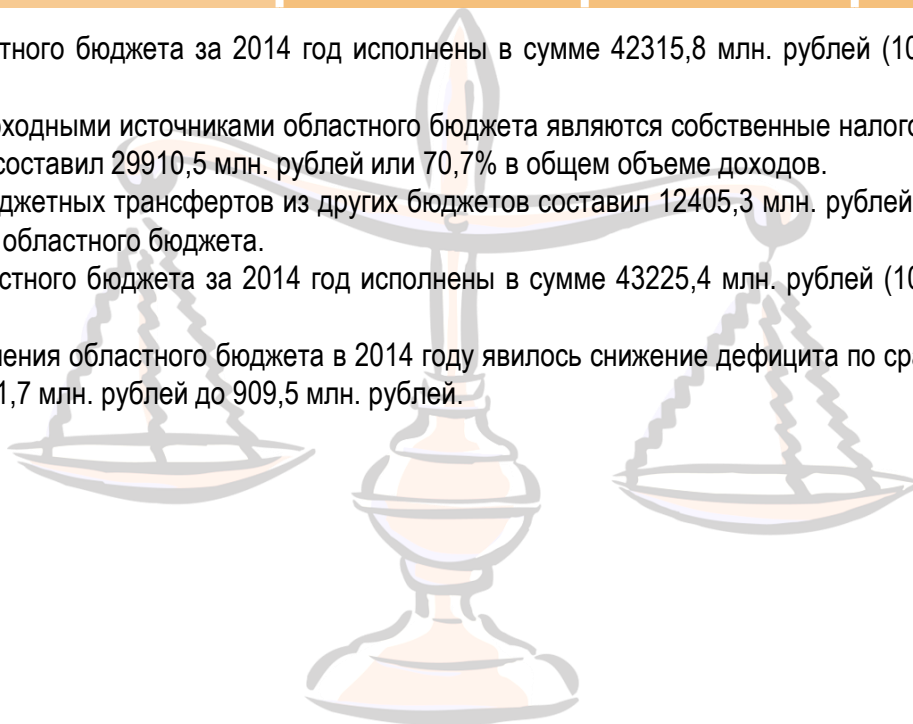 стного бюджета за 2014 год исполнены в сумме 42315,8 млн. рублей (10
оходными источниками областного бюджета являются собственные налого
составил 29910,5 млн. рублей или 70,7% в общем объеме доходов.
джетных трансфертов из других бюджетов составил 12405,3 млн. рублей
областного бюджета.
стного бюджета за 2014 год исполнены в сумме 43225,4 млн. рублей (10
нения областного бюджета в 2014 году явилось снижение дефицита по сра
1,7 млн. рублей до 909,5 млн. рублей.